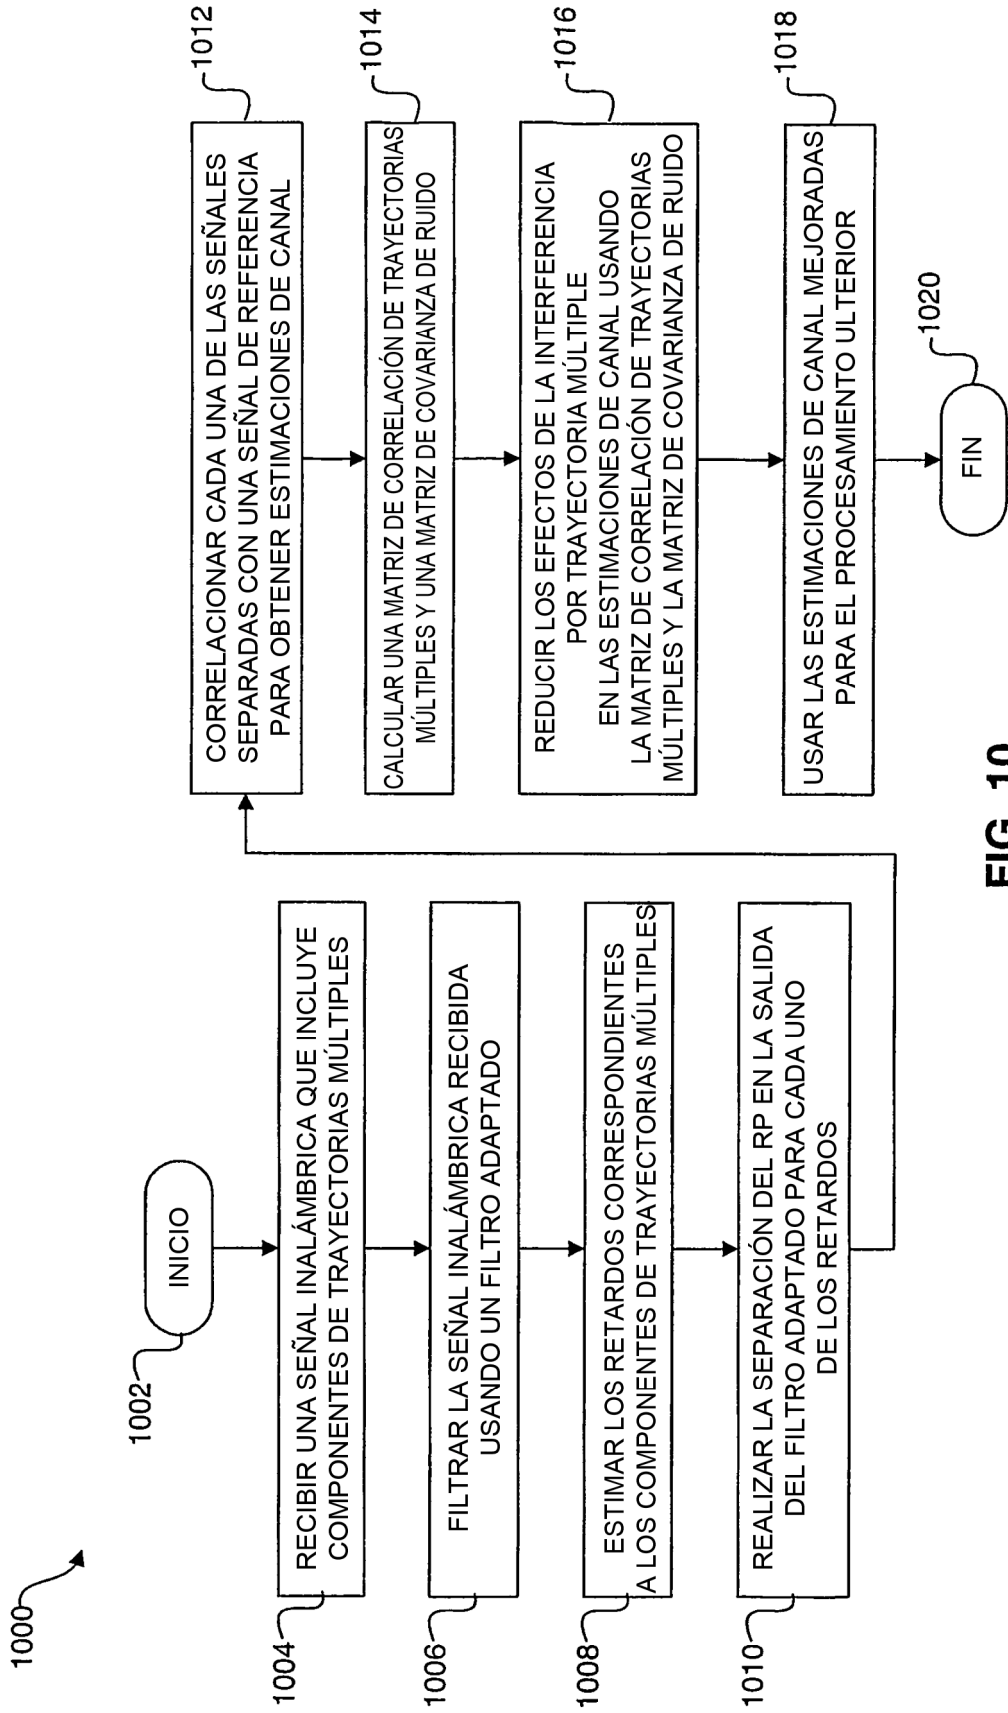 1000
1002
INICIO
1004
RECIBIR UNA SEÑAL INALÁMBRICA QUE INCLUYE
COMPONENTES DE TRAYECTORIAS MÚLTIPLES
1006
FILTRAR LA SEÑAL INALÁMBRICA RECIBIDA
USANDO UN FILTRO ADAPTADO
1008
ESTIMAR LOS RETARDOS CORRESPONDIENTES
A LOS COMPONENTES DE TRAYECTORIAS MÚLTIPLES
1010
REALIZAR LA SEPARACIÓN DEL RP EN LA SALIDA
DEL FILTRO ADAPTADO PARA CADA UNO
DE LOS RETARDOS
1012
CORRELACIONAR CADA UNA DE LAS SEÑALES
SEPARADAS CON UNA SEÑAL DE REFERENCIA
PARA OBTENER ESTIMACIONES DE CANAL
1014
CALCULAR UNA MATRIZ DE CORRELACIÓN DE TRAYECTORIAS
MÚLTIPLES Y UNA MATRIZ DE COVARIANZA DE RUIDO
1016
REDUCIR LOS EFECTOS DE LA INTERFERENCIA
POR TRAYECTORIA MÚLTIPLE
EN LAS ESTIMACIONES DE CANAL USANDO
LA MATRIZ DE CORRELACIÓN DE TRAYECTORIAS
MÚLTIPLES Y LA MATRIZ DE COVARIANZA DE RUIDO
1018
USAR LAS ESTIMACIONES DE CANAL MEJORADAS
PARA EL PROCESAMIENTO ULTERIOR
1020
FIN
FIG. 10